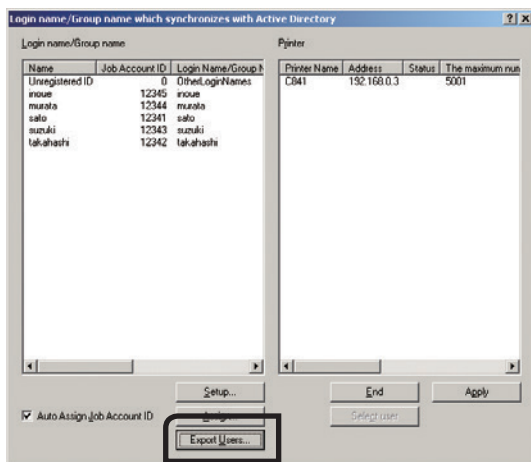 Login name/Group name which synchronizes with Active Directory
Login name/Group name
Name Job Account ID Login Name/Group N
Unregistered ID 0 OtherLoginNames
inoue 12345 inoue
murata 12344 murata
sato 12341 sato
suzuki 12343 suzuki
takahashi 12342 takahashi
Printer
Printer Name Address Status The maximum num
C841 192.168.0.3 5001
Setup...
End
Apply
Auto Assign Job Account ID
Select user
Export Users...